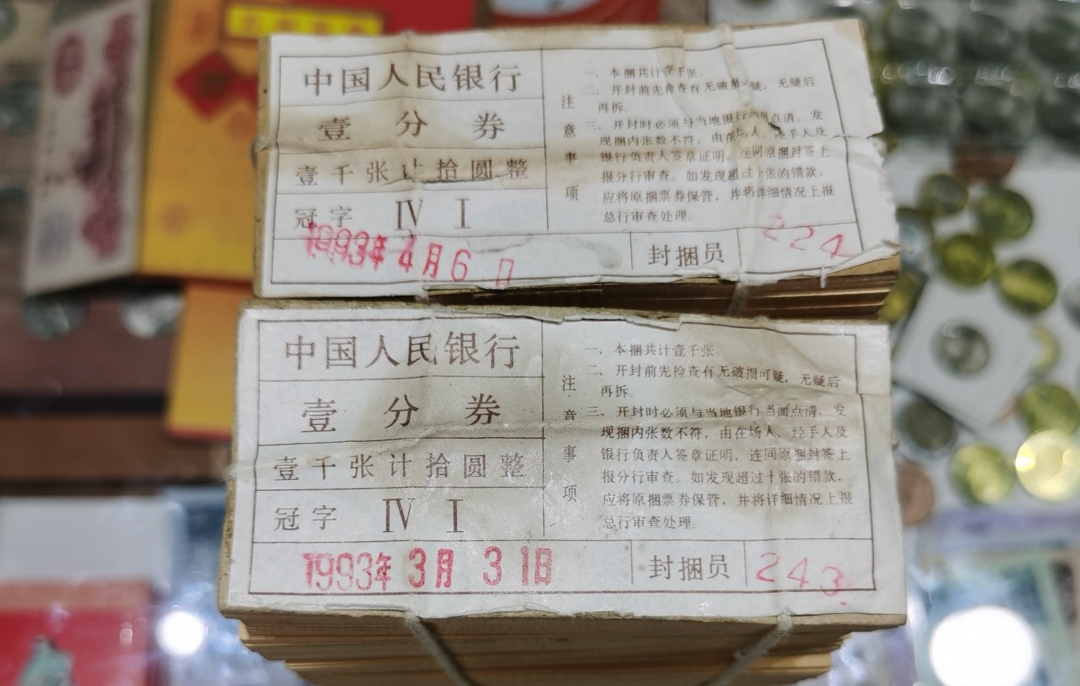 中国人民银行
壹 分 券
壹千张计拾圆整
冠字 Ⅳ Ⅰ
1993年4月6日
注意事项
一、本捆共计壹千张。
二、开封前先检查有无破损可疑，无疑后
再拆。
三、开封时必须与当地银行当面点清，发
现捆内张数不符，由在场人、经手人及
银行负责人签章证明，连同原捆封签上
报分行审查。如发现超过十张的错款，
应将原捆票券保管，并将详细情况上报
总行审查处理。
封捆员 224
中国人民银行
壹 分 券
壹千张计拾圆整
冠字 Ⅳ Ⅰ
1993年3月31日
注意事项
一、本捆共计壹千张。
二、开封前先检查有无破损可疑，无疑后
再拆。
三、开封时必须与当地银行当面点清，发
现捆内张数不符，由在场人、经手人及
银行负责人签章证明，连同原捆封签上
报分行审查。如发现超过十张的错款，
应将原捆票券保管，并将详细情况上报
总行审查处理。
封捆员 243